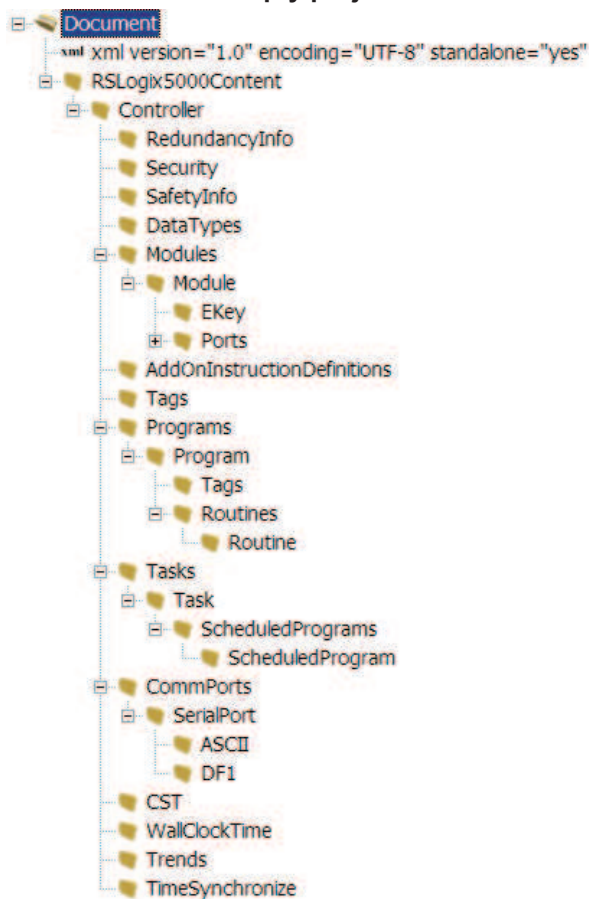 Document
xml xml version="1.0" encoding="UTF-8" standalone="yes"
RSLogix5000Content
Controller
RedundancyInfo
Security
SafetyInfo
DataTypes
Modules
Module
EKey
Ports
AddOnInstructionDefinitions
Tags
Programs
Program
Tags
Routines
Routine
Tasks
Task
ScheduledPrograms
ScheduledProgram
CommPorts
SerialPort
ASCII
DF1
CST
WallClockTime
Trends
TimeSynchronize